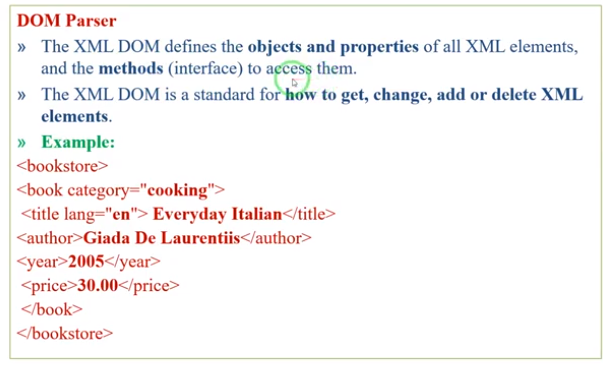 DOM Parser
» The XML DOM defines the objects and properties of all XML elements,
and the methods (interface) to access them.
» The XML DOM is a standard for how to get, change, add or delete XML
elements.
» Example:
<bookstore>
<book category="cooking">
<title lang="en"> Everyday Italian</title>
<author>Giada De Laurentiis</author>
<year>2005</year>
<price>30.00</price>
</book>
</bookstore>